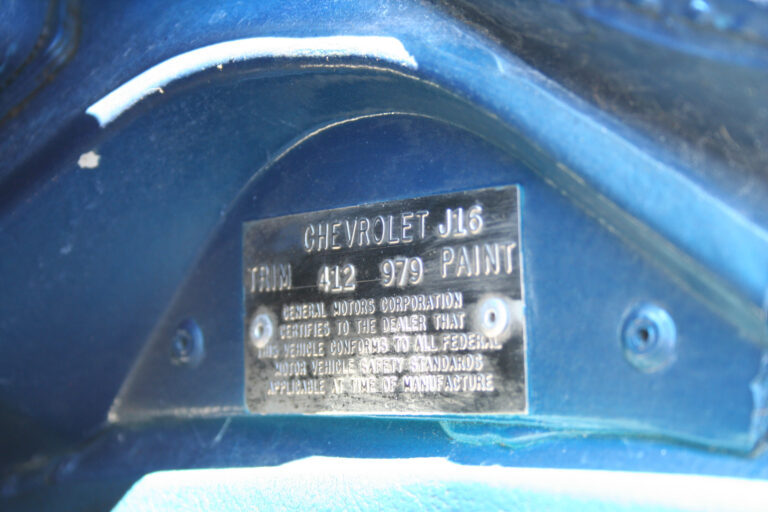 CHEVROLET J16
TRIM 412 979 PAINT
GENERAL MOTORS CORPORATION
CERTIFIES TO THE DEALER THAT
THIS VEHICLE CONFORMS TO ALL FEDERAL
MOTOR VEHICLE SAFETY STANDARDS
APPLICABLE AT TIME OF MANUFACTURE